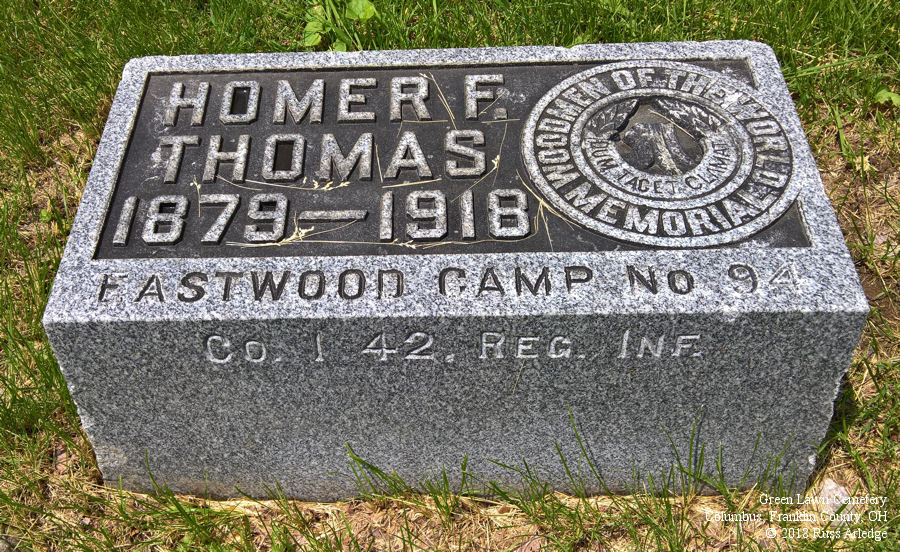 HOMER F.
THOMAS
1879 — 1918
WOODMEN OF THE WORLD
MEMORIAL
DUM TACET CLAMAT
EASTWOOD CAMP NO 94
CO. I 42. REG. INF.
Green Lawn Cemetery
Columbus, Franklin County, OH
© 2018 Russ Arledge